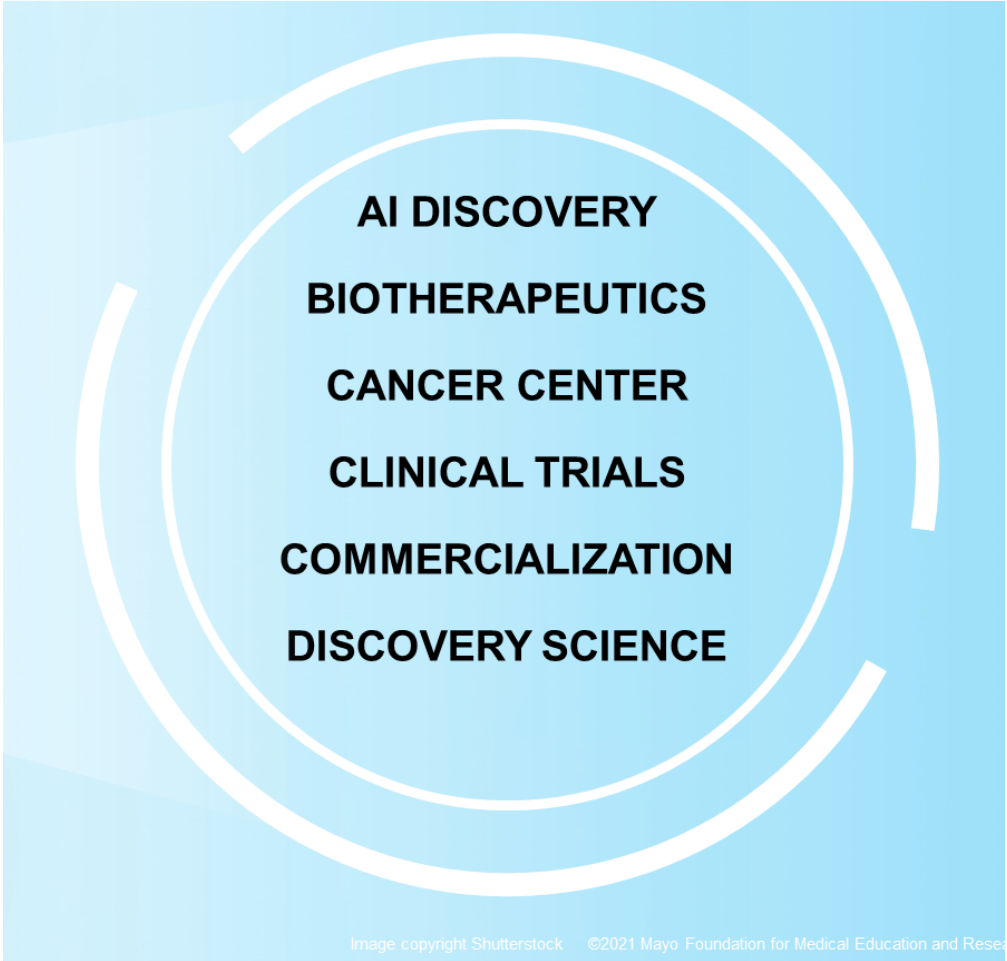 AI DISCOVERY
BIOTHERAPEUTICS
CANCER CENTER
CLINICAL TRIALS
COMMERCIALIZATION
DISCOVERY SCIENCE
Image copyright Shutterstock ©2021 Mayo Foundation for Medical Education and